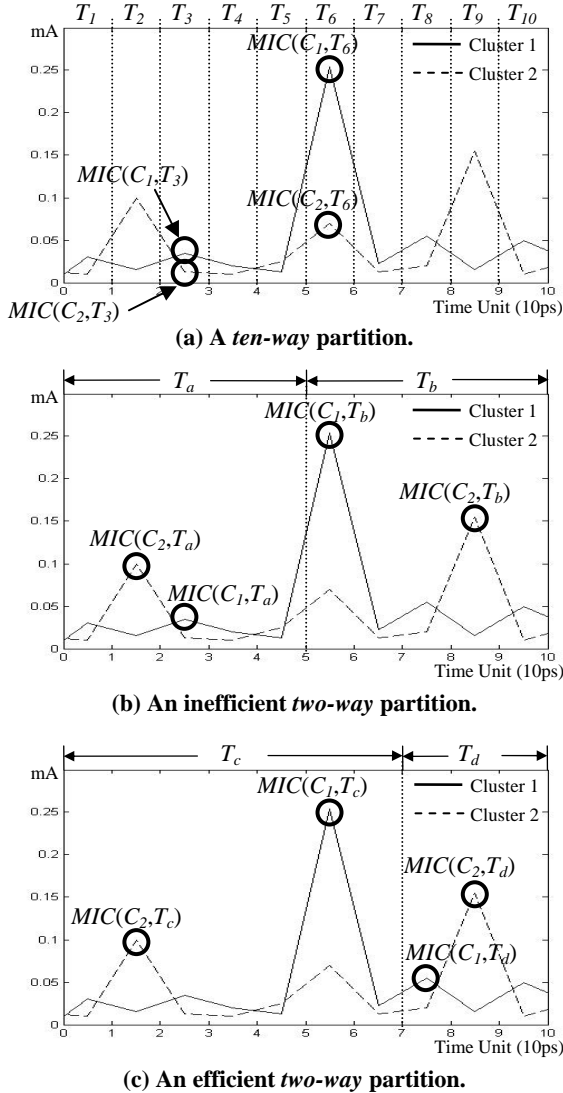 T1 T2 T3 T4 T5 T6 T7 T8 T9 T10
mA
MIC(C1,T6)
Cluster 1
Cluster 2
0.25
0.2
MIC(C1,T3)
0.15
MIC(C2,T6)
0.1
0.05
0
0 1 2 3 4 5 6 7 8 9 10
MIC(C2,T3)
Time Unit (10ps)
(a) A ten-way partition.
Ta Tb
mA
MIC(C1,Tb)
Cluster 1
Cluster 2
0.25
0.2
MIC(C2,Tb)
0.15
MIC(C2,Ta)
0.1
MIC(C1,Ta)
0.05
0
0 1 2 3 4 5 6 7 8 9 10
Time Unit (10ps)
(b) An inefficient two-way partition.
Tc Td
mA
MIC(C1,Tc)
Cluster 1
Cluster 2
0.25
0.2
MIC(C2,Td)
0.15
MIC(C2,Tc)
0.1
MIC(C1,Td)
0.05
0
0 1 2 3 4 5 6 7 8 9 10
Time Unit (10ps)
(c) An efficient two-way partition.